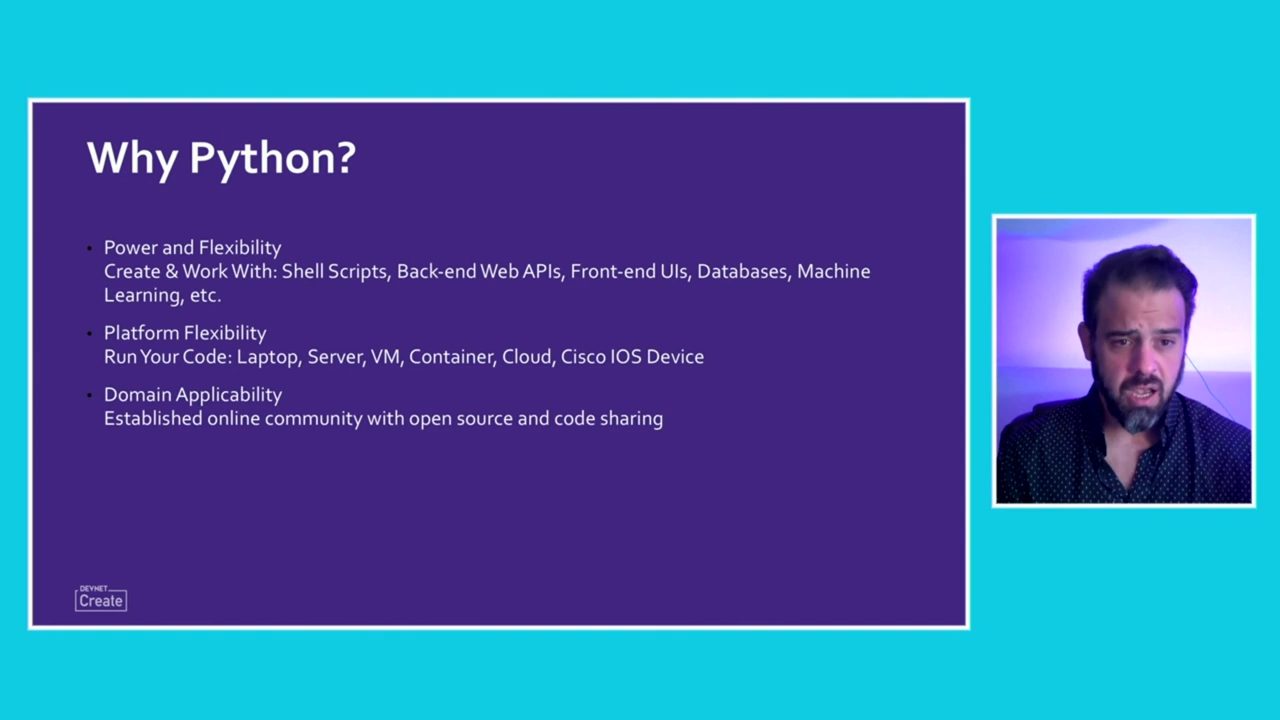 Why Python?
• Power and Flexibility
Create & Work With: Shell Scripts, Back-end Web APIs, Front-end UIs, Databases, Machine
Learning, etc.
• Platform Flexibility
Run Your Code: Laptop, Server, VM, Container, Cloud, Cisco IOS Device
• Domain Applicability
Established online community with open source and code sharing
DEVNET
Create